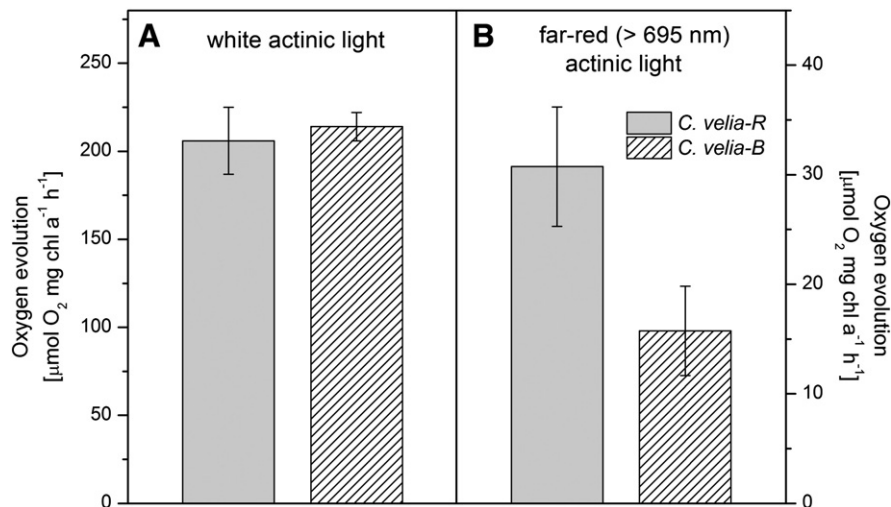 A
white actinic light
B
far-red (> 695 nm)
actinic light
C. velia-R
C. velia-B
Oxygen evolution
[µmol O₂ mg chl a⁻¹ h⁻¹]
250
200
150
100
50
0
40
30
20
10
0
Oxygen evolution
[µmol O₂ mg chl a⁻¹ h⁻¹]